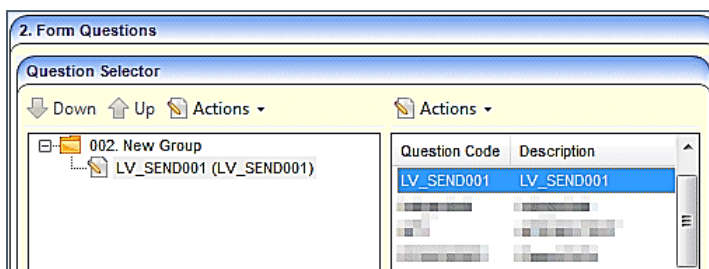 2. Form Questions
Question Selector
Down Up Actions
Actions
002. New Group
LV_SEND001 (LV_SEND001)
Question Code Description
LV_SEND001 LV_SEND001